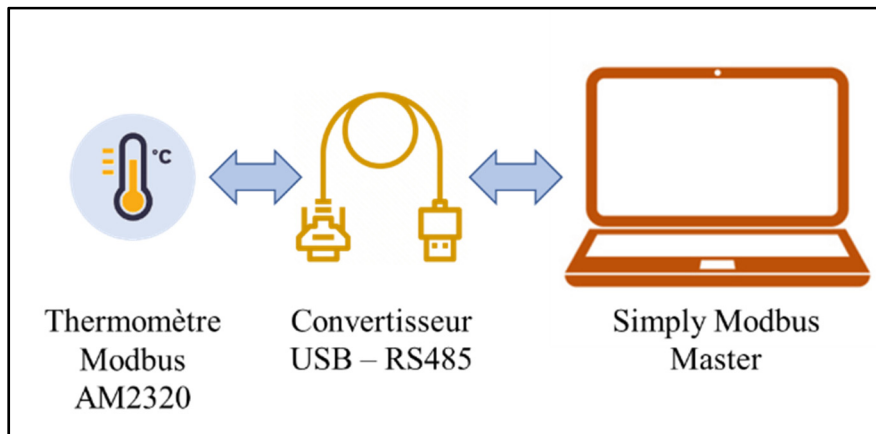 °C
Thermomètre
Modbus
AM2320
Convertisseur
USB – RS485
Simply Modbus
Master